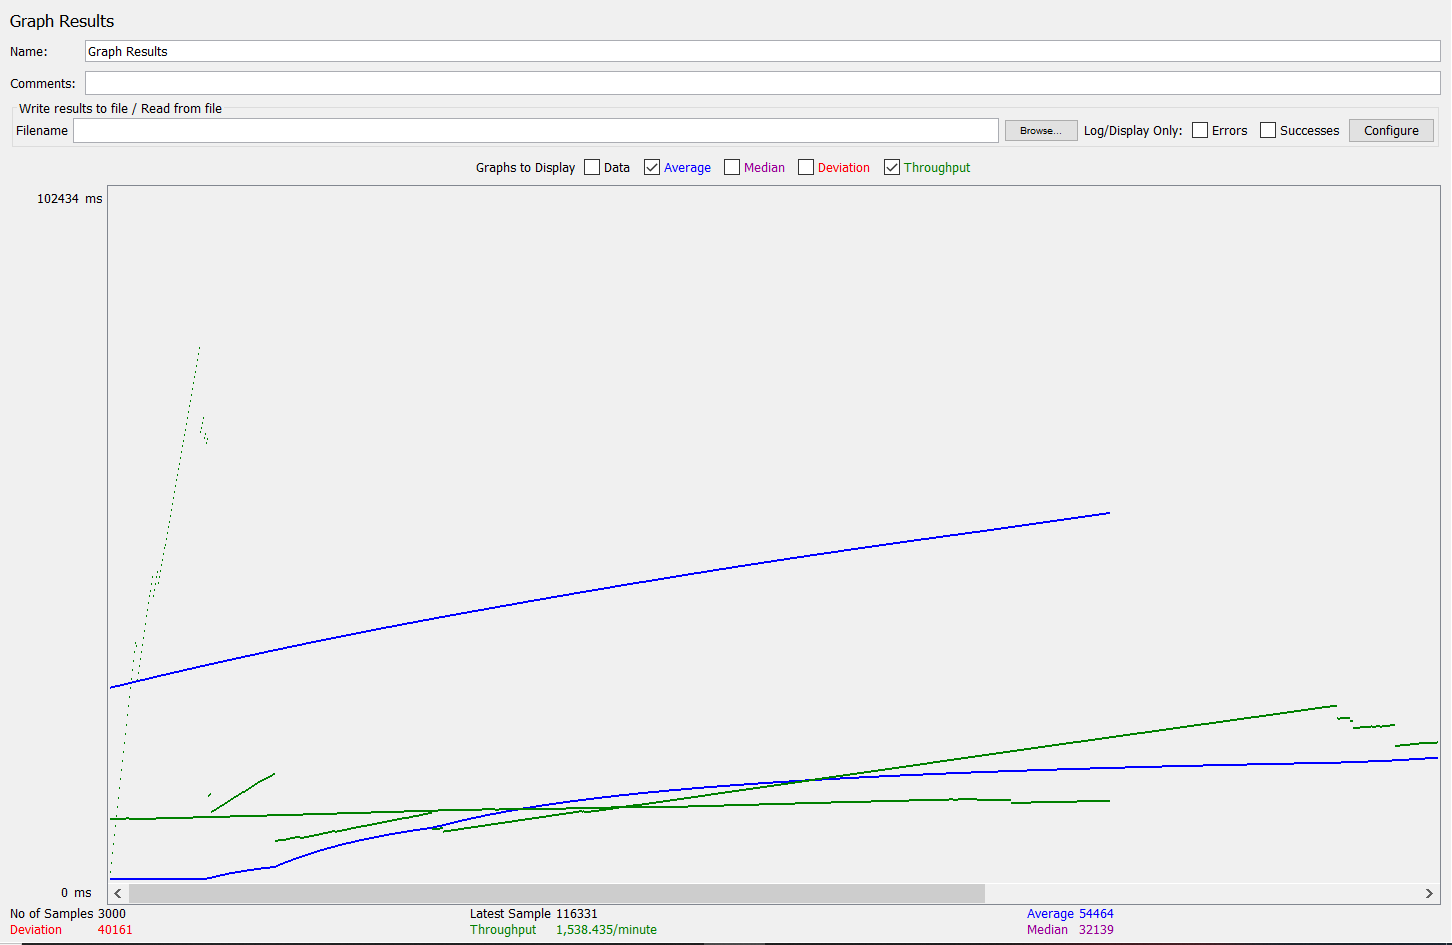 Graph Results
Name: Graph Results
Comments:
Write results to file / Read from file
Filename Browse... Log/Display Only: Errors Successes Configure
Graphs to Display Data Average Median Deviation Throughput
102434 ms
0 ms
No of Samples 3000 Latest Sample 116331 Average 54464
Deviation 40161 Throughput 1,538.435/minute Median 32139